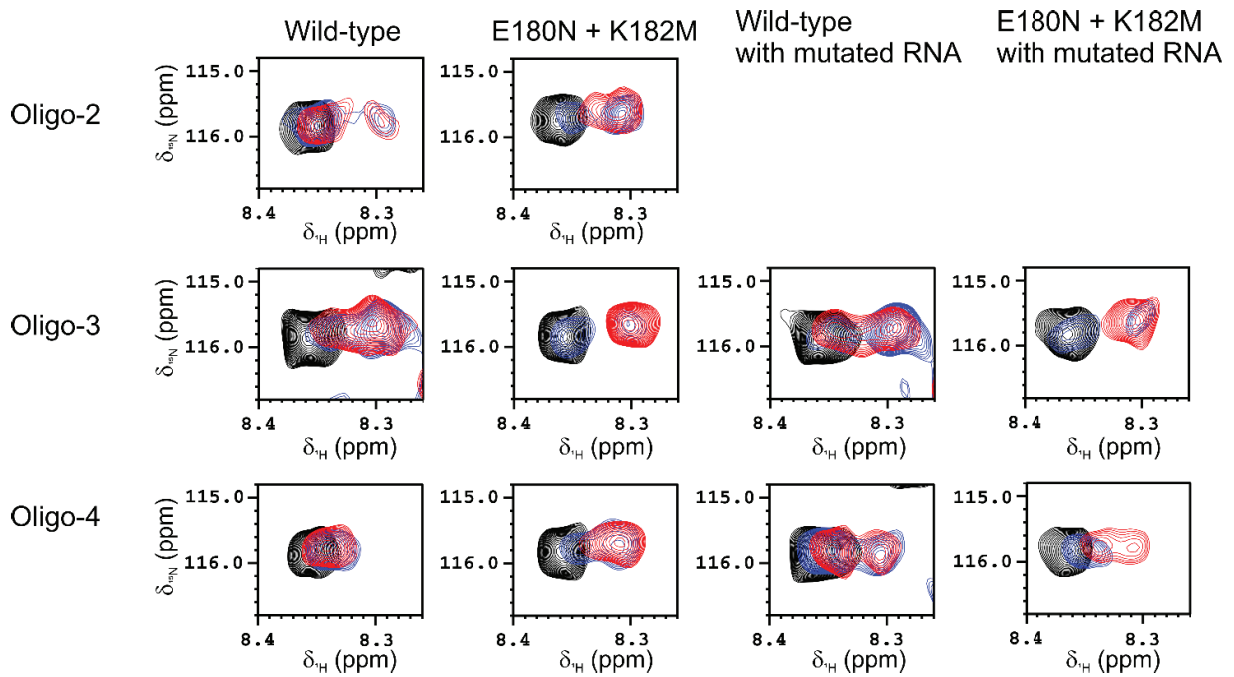 Wild-type
E180N + K182M
Wild-type
with mutated RNA
E180N + K182M
with mutated RNA
Oligo-2
δ15N (ppm)
115.0
116.0
8.4
8.3
δ1H (ppm)
115.0
116.0
8.4
8.3
δ1H (ppm)
Oligo-3
δ15N (ppm)
115.0
116.0
8.4
8.3
δ1H (ppm)
115.0
116.0
8.4
8.3
δ1H (ppm)
115.0
116.0
8.4
8.3
δ1H (ppm)
115.0
116.0
8.4
8.3
δ1H (ppm)
Oligo-4
δ15N (ppm)
115.0
116.0
8.4
8.3
δ1H (ppm)
115.0
116.0
8.4
8.3
δ1H (ppm)
115.0
116.0
8.4
8.3
δ1H (ppm)
115.0
116.0
8.4
8.3
δ1H (ppm)